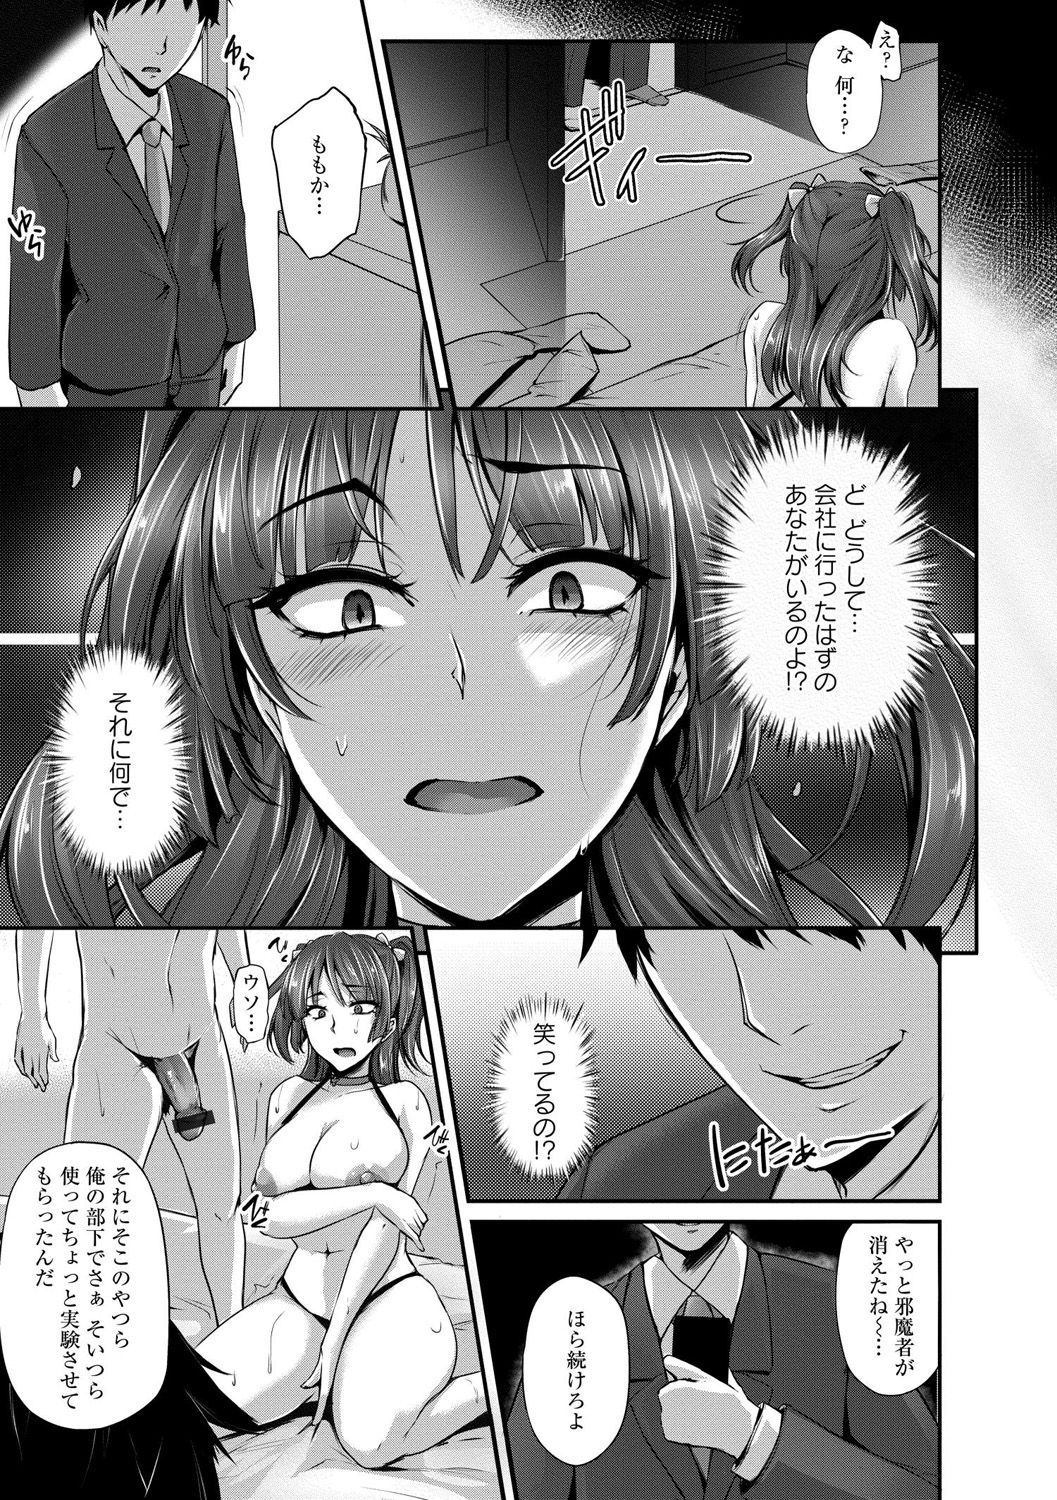 え?
な 何…?
ギィー
ももか…
ゆら
ゆら
ど どうして…
会社に行ったはずの
あなたがいるのよ!?
それに何で…
笑ってるの!?
にたぁー
ウソ…
やっと邪魔者が
消えたね〜…
ほら続けろよ
それにそこのやつら
俺の部下でさぁ そいつら
使ってちょっと実験させて
もらったんだ